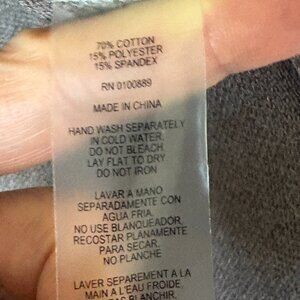 70% COTTON
15% POLYESTER
15% SPANDEX
RN 0100889
MADE IN CHINA
HAND WASH SEPARATELY
IN COLD WATER.
DO NOT BLEACH.
LAY FLAT TO DRY
DO NOT IRON
LAVAR A MANO
SEPARADAMENTE CON
AGUA FRIA.
NO USE BLANQUEADOR.
RECOSTAR PLANAMENTE
PARA SECAR.
NO PLANCHE
LAVER SEPAREMENT A LA
MAIN A L'EAU FROIDE.
PAS BLANCHIR.